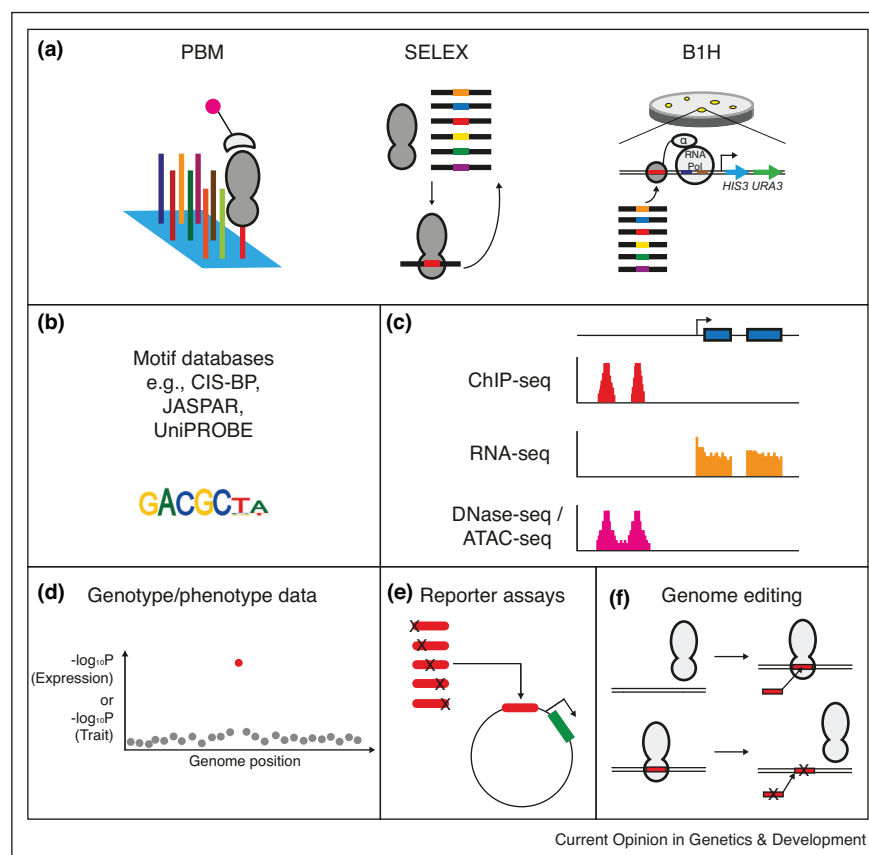 (a)
PBM
SELEX
B1H
α
RNA
Pol
HIS3 URA3
(b)
Motif databases
e.g., CIS-BP,
JASPAR,
UniPROBE
GACGCTA
(c)
ChIP-seq
RNA-seq
DNase-seq /
ATAC-seq
(d)
Genotype/phenotype data
-log₁₀P
(Expression)
or
-log₁₀P
(Trait)
Genome position
(e)
Reporter assays
X
X
X
X
X
(f)
Genome editing
X
X
Current Opinion in Genetics & Development